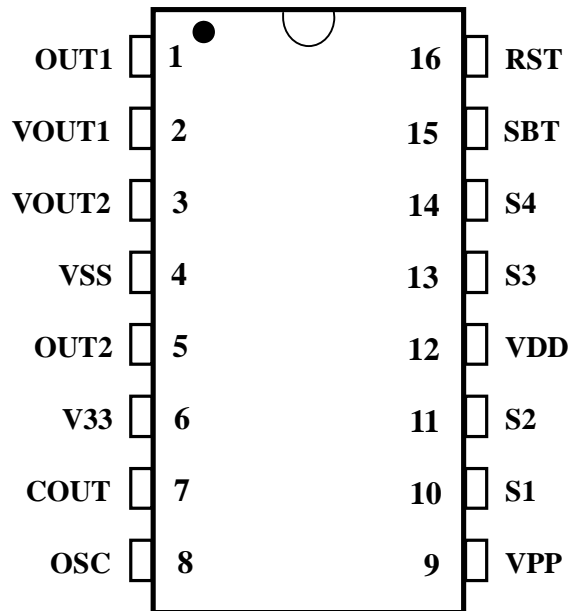 OUT1 1 16 RST
VOUT1 2 15 SBT
VOUT2 3 14 S4
VSS 4 13 S3
OUT2 5 12 VDD
V33 6 11 S2
COUT 7 10 S1
OSC 8 9 VPP